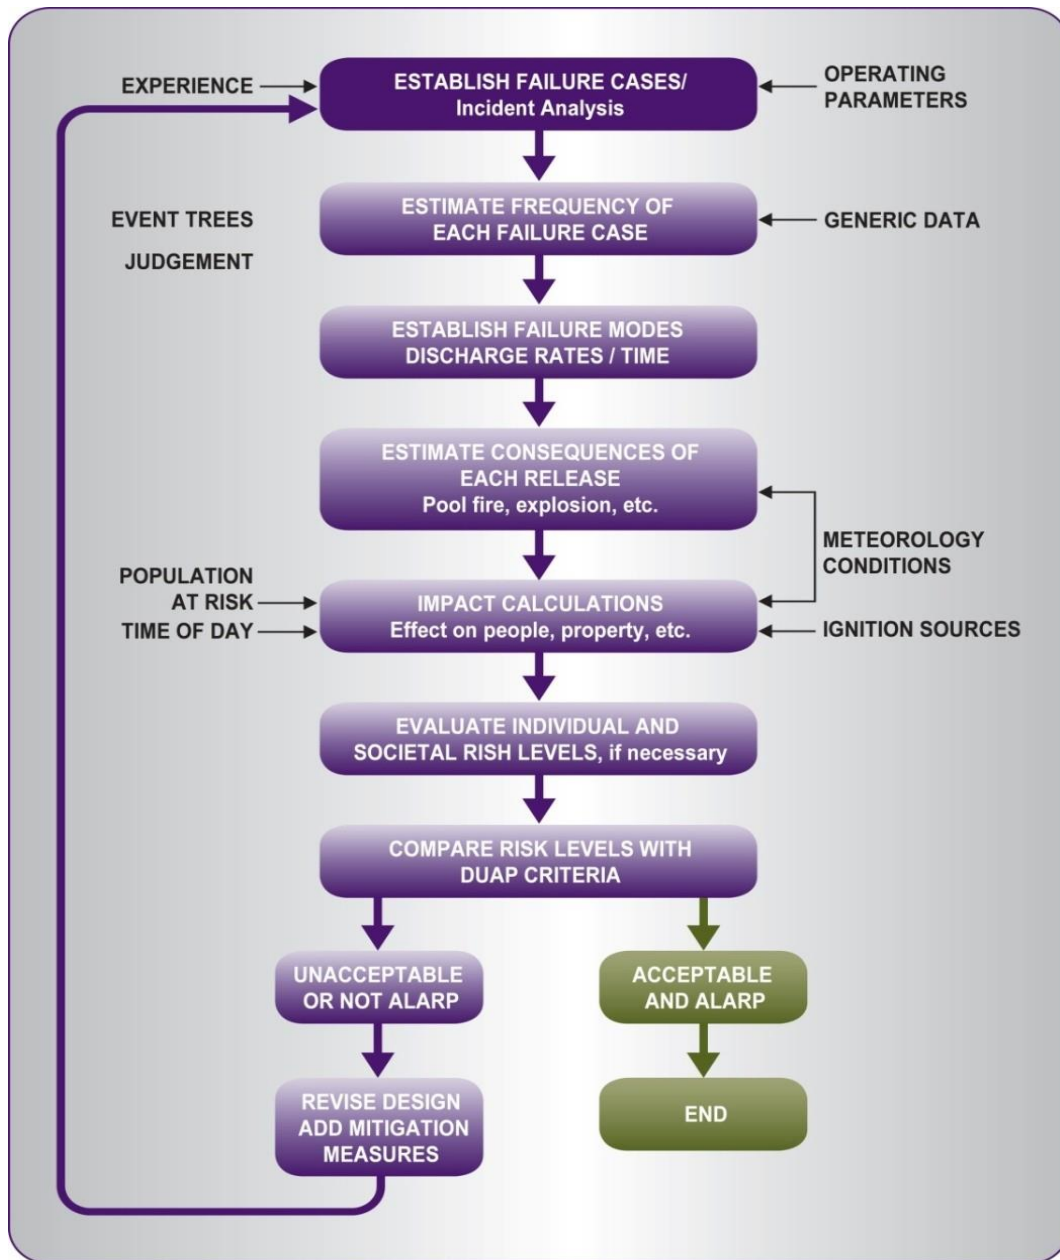 EXPERIENCE
ESTABLISH FAILURE CASES/
Incident Analysis
OPERATING
PARAMETERS
EVENT TREES
JUDGEMENT
ESTIMATE FREQUENCY OF
EACH FAILURE CASE
GENERIC DATA
ESTABLISH FAILURE MODES
DISCHARGE RATES / TIME
ESTIMATE CONSEQUENCES OF
EACH RELEASE
Pool fire, explosion, etc.
METEOROLOGY
CONDITIONS
POPULATION
AT RISK
TIME OF DAY
IMPACT CALCULATIONS
Effect on people, property, etc.
IGNITION SOURCES
EVALUATE INDIVIDUAL AND
SOCIETAL RISH LEVELS, if necessary
COMPARE RISK LEVELS WITH
DUAP CRITERIA
UNACCEPTABLE
OR NOT ALARP
ACCEPTABLE
AND ALARP
REVISE DESIGN
ADD MITIGATION
MEASURES
END